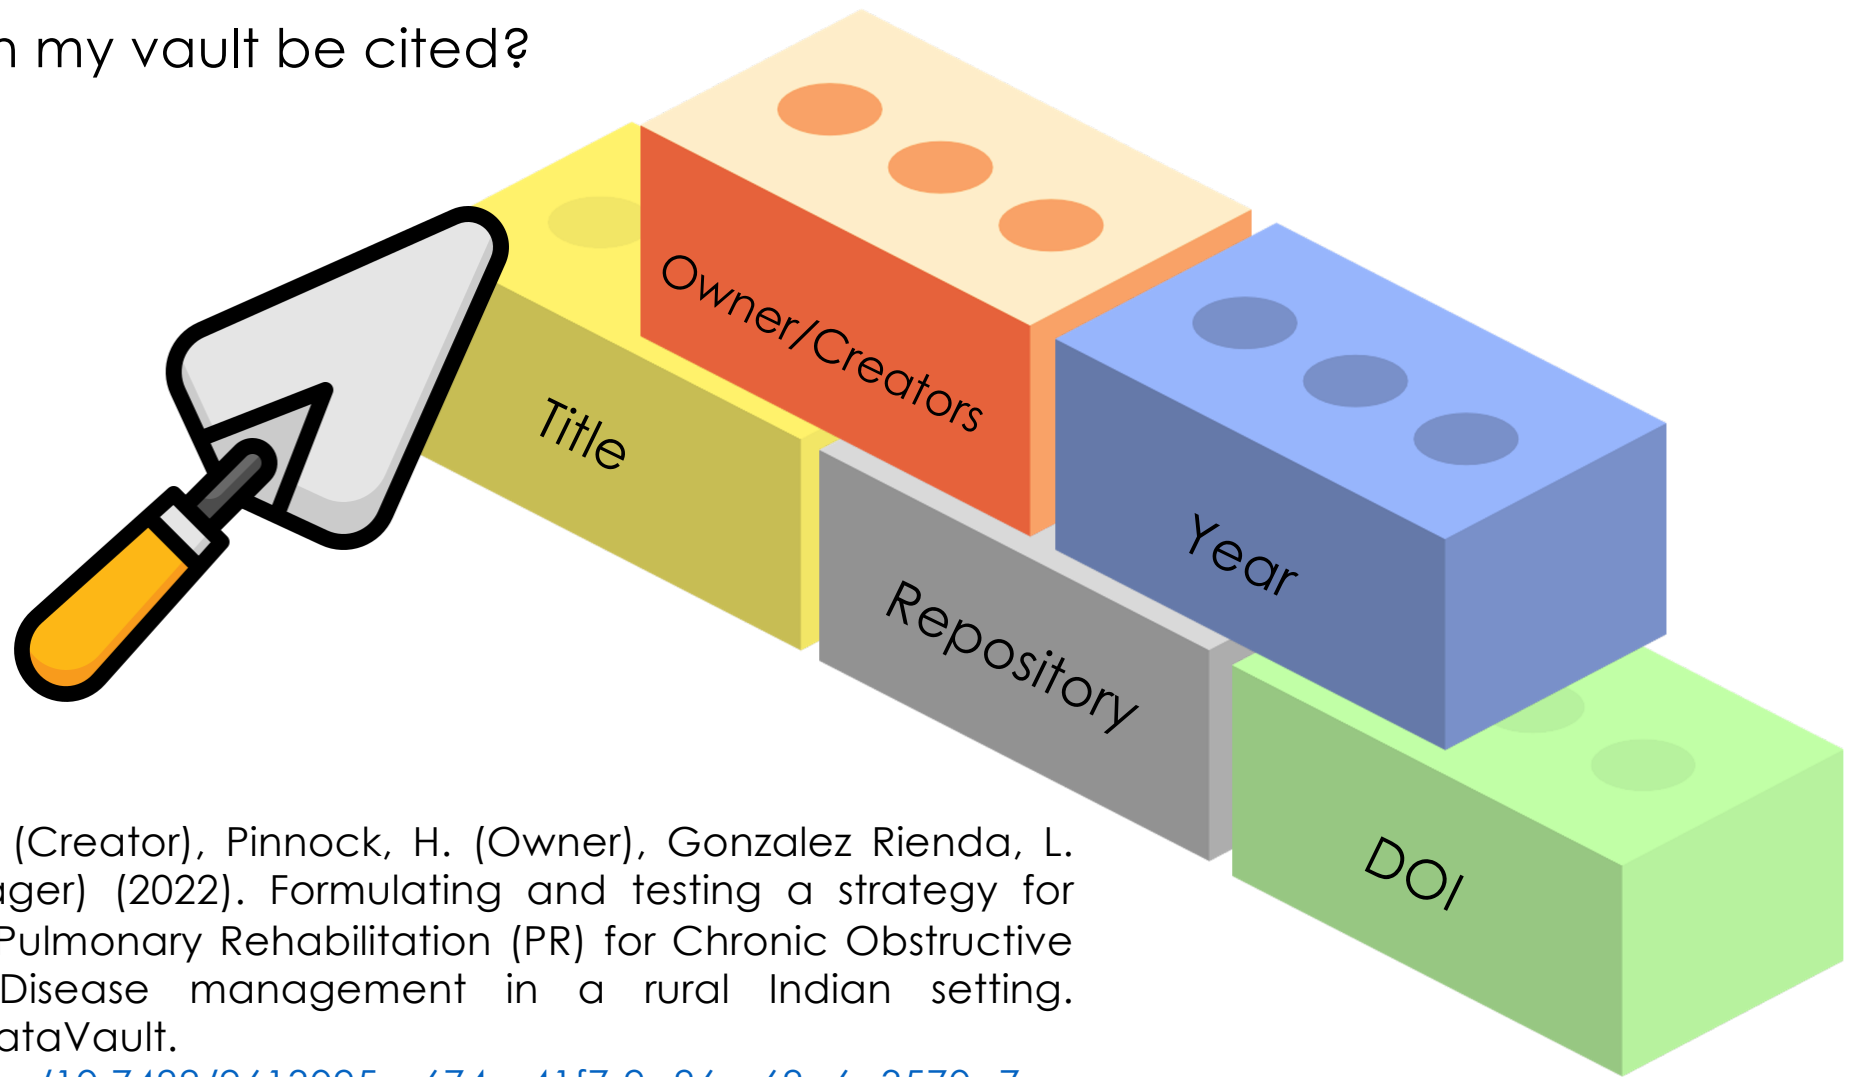 my vault be cited?
Owner/Creators
Title
Year
Repository
DOI
(Creator), Pinnock, H. (Owner), Gonzalez Rienda, L.
(2022). Formulating and testing a strategy for
Pulmonary Rehabilitation (PR) for Chronic Obstructive
Disease management in a rural Indian setting.
ataVault.